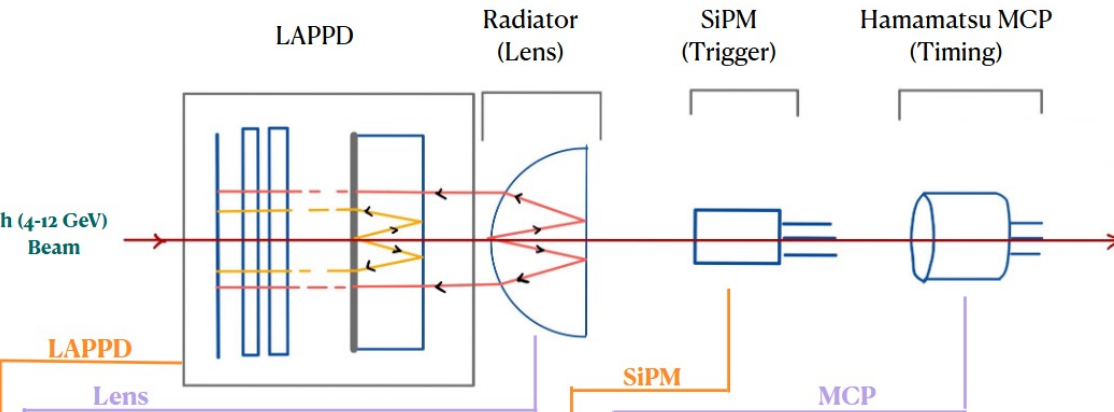 LAPPD
Radiator
(Lens)
SiPM
(Trigger)
Hamamatsu MCP
(Timing)
h (4-12 GeV)
Beam
LAPPD
Lens
SiPM
MCP